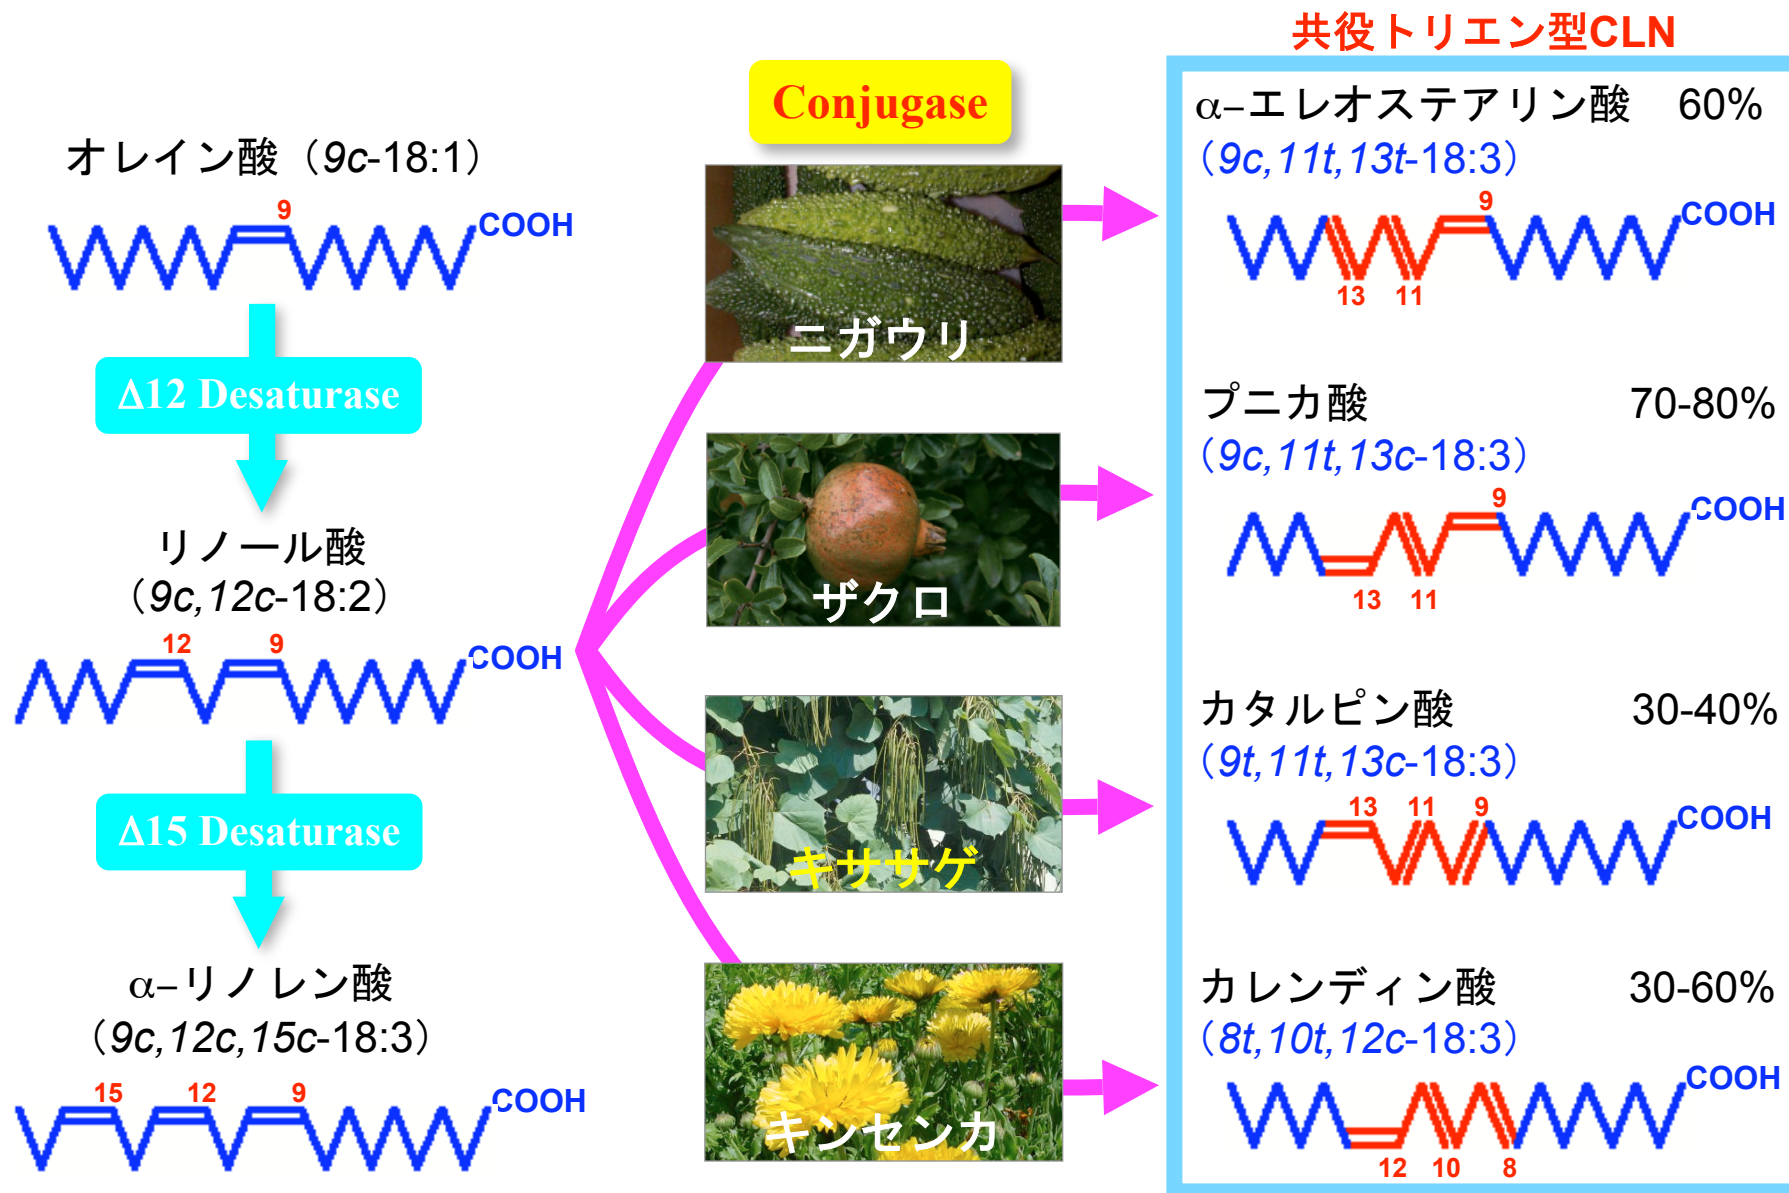 共役トリエン型CLN
Conjugase
オレイン酸（9c-18:1）
9
COOH
Δ12 Desaturase
リノール酸
（9c,12c-18:2）
12 9
COOH
Δ15 Desaturase
α–リノレン酸
（9c,12c,15c-18:3）
15 12 9
COOH
ニガウリ
ザクロ
キササゲ
キンセンカ
α–エレオステアリン酸 60%
（9c,11t,13t-18:3）
9
COOH
13 11
プニカ酸 70-80%
（9c,11t,13c-18:3）
9
COOH
13 11
カタルピン酸 30-40%
（9t,11t,13c-18:3）
13 11 9
COOH
カレンディン酸 30-60%
（8t,10t,12c-18:3）
COOH
12 10 8